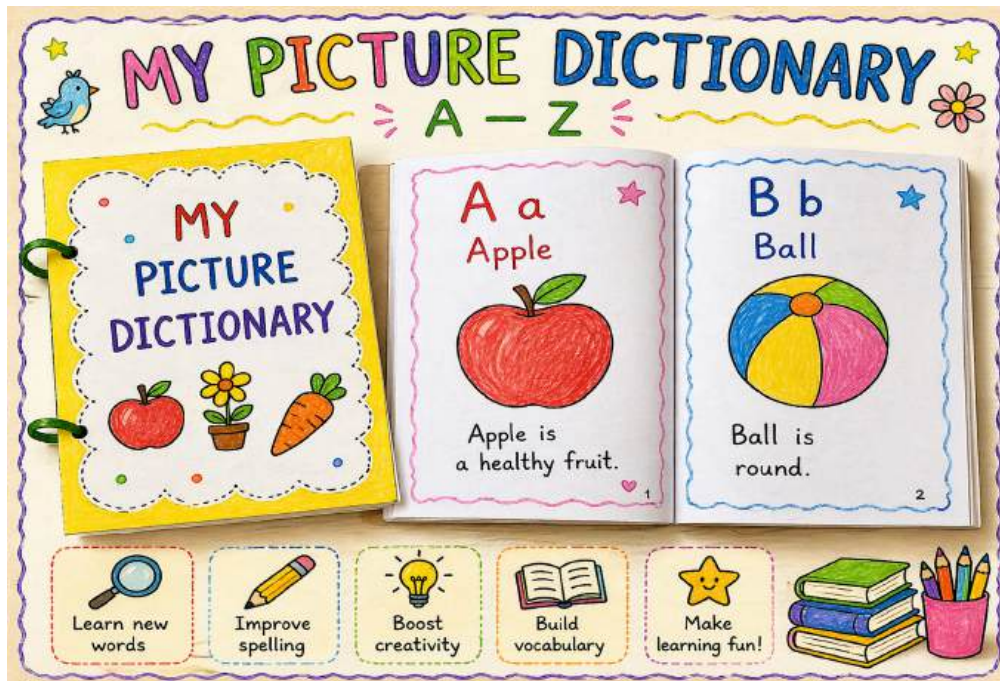 MY PICTURE DICTIONARY
A – Z
MY
PICTURE
DICTIONARY
A a
Apple
Apple is
a healthy fruit.
1
B b
Ball
Ball is
round.
2
Learn new
words
Improve
spelling
Boost
creativity
Build
vocabulary
Make
learning fun!